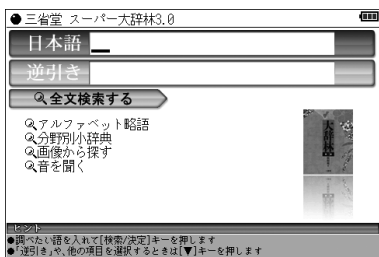 ●三省堂 スーパー大辞林3.0
日本語
逆引き
全文検索する
アルファベット略語
分野別小辞典
画像から探す
音を聞く
大辞林
ヒント
●調べたい語を入れて[検索/決定]キーを押します
●「逆引き」や、他の項目を選択するときは[▼]キーを押します